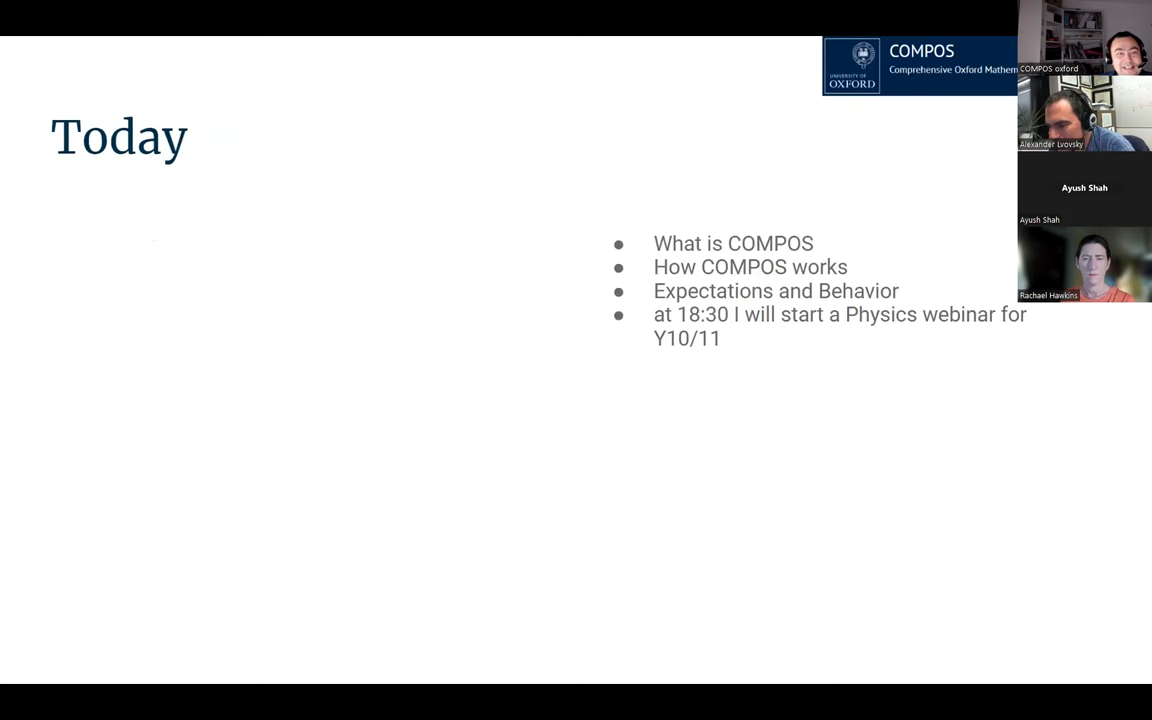 COMPOS
Comprehensive Oxford Mathem
UNIVERSITY OF
OXFORD
COMPOS oxford
Alexander Lvovsky
Ayush Shah
Ayush Shah
Rachael Hawkins
Today
● What is COMPOS
● How COMPOS works
● Expectations and Behavior
● at 18:30 I will start a Physics webinar for
Y10/11